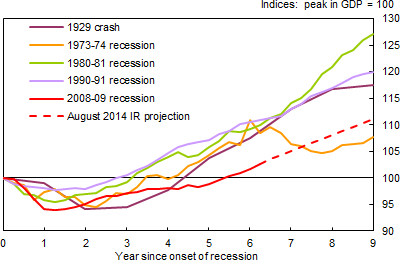 Indices: peak in GDP = 100
130
1929 crash
1973-74 recession
125
1980-81 recession
120
1990-91 recession
115
2008-09 recession
August 2014 IR projection
110
105
100
95
90
0 1 2 3 4 5 6 7 8 9
Year since onset of recession